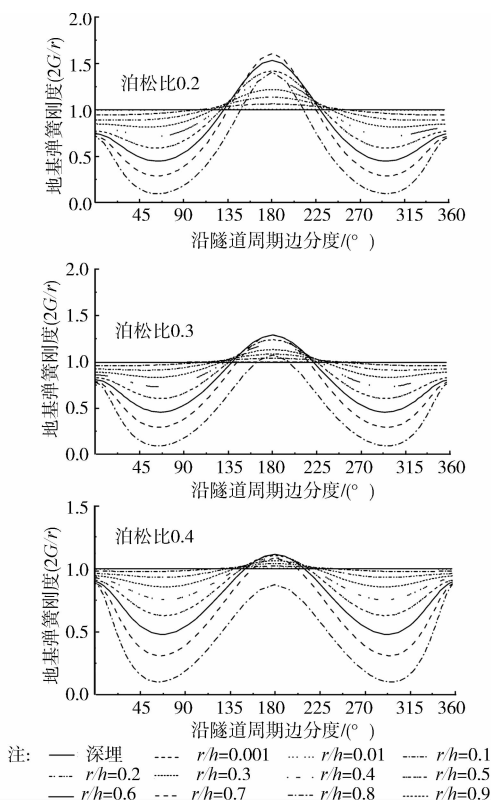 2.0
1.5
1.0
0.5
0.0
地基弹簧刚度(2G/r)
泊松比0.2
45 90 135 180 225 270 315 360
沿隧道周期边分度/(° )
2.0
1.5
1.0
0.5
0.0
地基弹簧刚度(2G/r)
泊松比0.3
45 90 135 180 225 270 315 360
沿隧道周期边分度/(° )
1.5
1.0
0.5
0.0
地基弹簧刚度(2G/r)
泊松比0.4
45 90 135 180 225 270 315 360
沿隧道周期边分度/(° )
注: 深埋 r/h=0.001 r/h=0.01 r/h=0.1
r/h=0.2 r/h=0.3 r/h=0.4 r/h=0.5
r/h=0.6 r/h=0.7 r/h=0.8 r/h=0.9